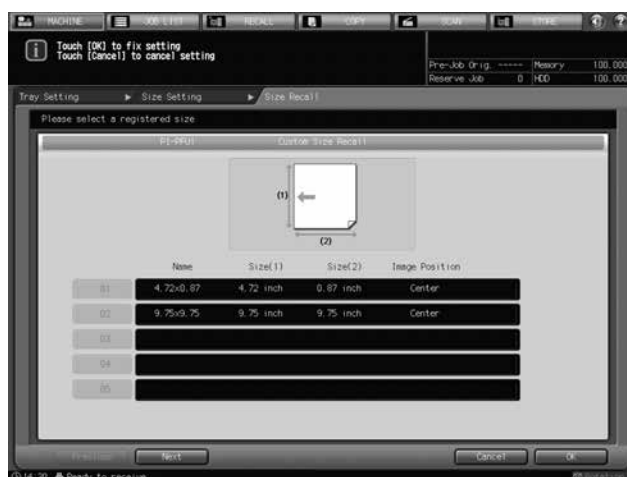 MACHINE JOB LIST RECALL COPY SCAN STORE
Touch [OK] to fix setting
Touch [Cancel] to cancel setting
Pre-Job Orig. ----- Memory 100.000
Reserve Job 0 HDD 100.000
Tray Setting Size Setting Size Recall
Please select a registered size
PI-PFU1 Custom Size Recall
(1)
(2)
Name Size(1) Size(2) Image Position
01 4.72x0.87 4.72 inch 0.87 inch Center
02 9.75x9.75 9.75 inch 9.75 inch Center
03
04
05
Previous Next Cancel OK
14:20 Ready to receive